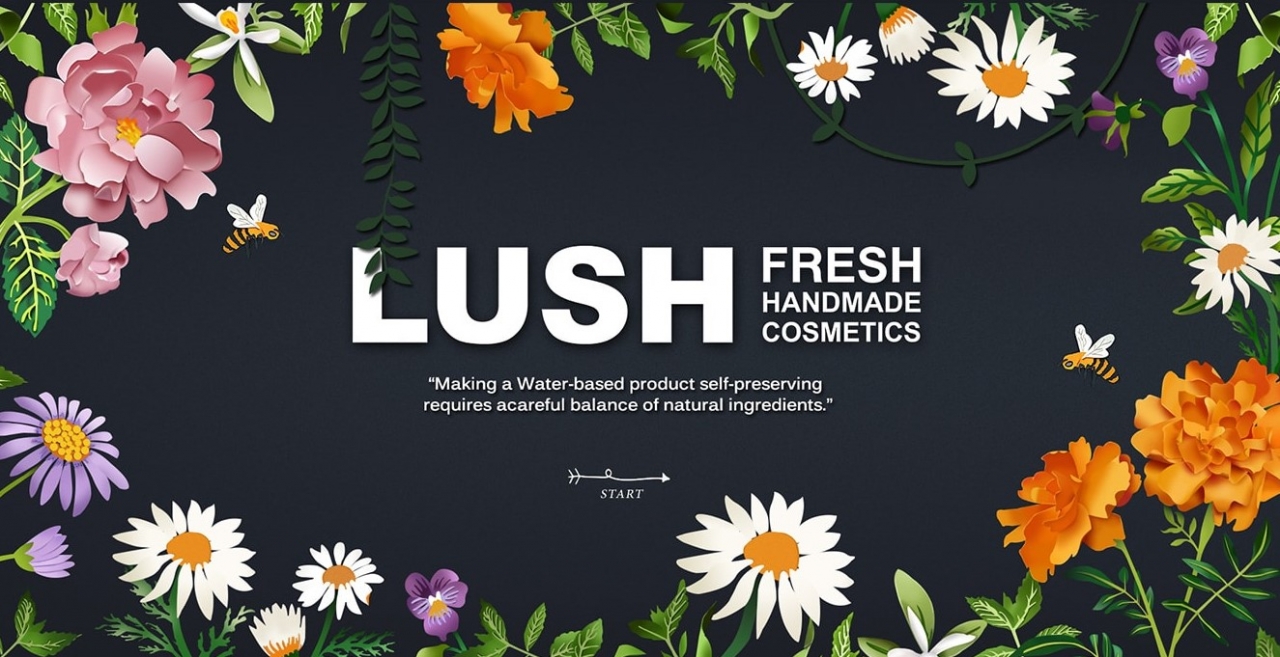 LUSH
FRESH
HANDMADE
COSMETICS
“Making a Water-based product self-preserving
requires acareful balance of natural ingredients.”
START